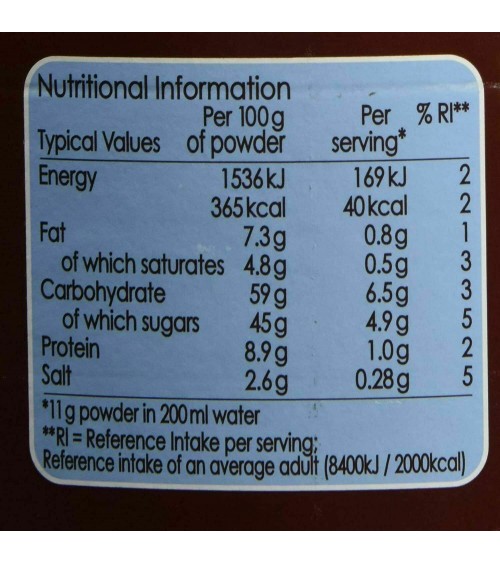 Nutritional Information
Per 100g Per % RI**
Typical Values of powder serving*
Energy 1536kJ 169kJ 2
365kcal 40kcal 2
Fat 7.3g 0.8g 1
of which saturates 4.8g 0.5g 3
Carbohydrate 59g 6.5g 3
of which sugars 45g 4.9g 5
Protein 8.9g 1.0g 2
Salt 2.6g 0.28g 5
*11g powder in 200ml water
**RI = Reference Intake per serving;
Reference intake of an average adult (8400kJ / 2000kcal)